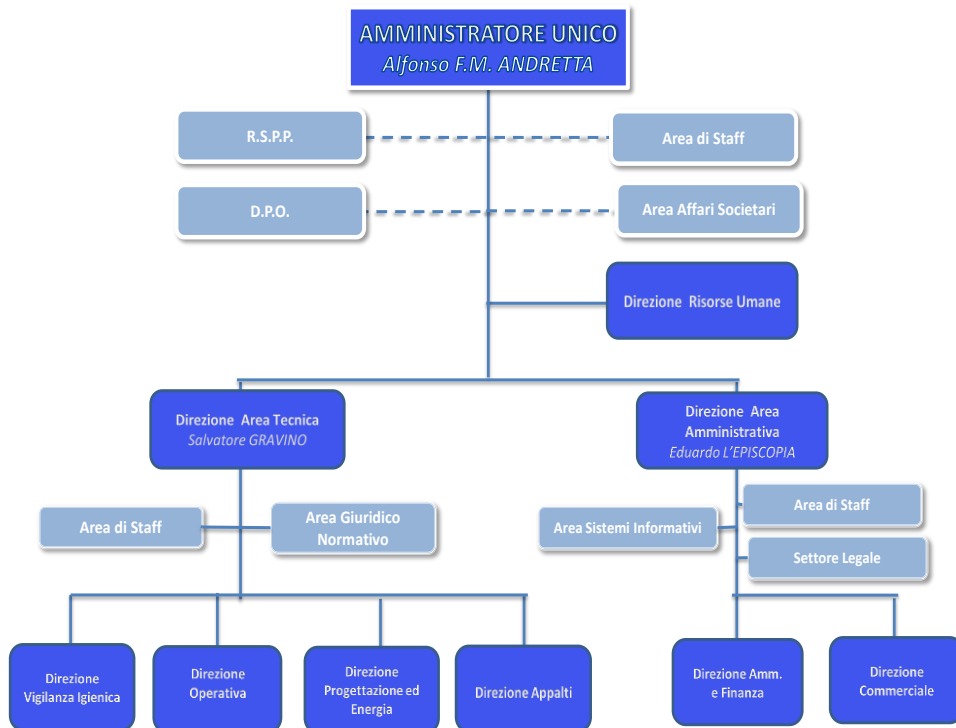 AMMINISTRATORE UNICO
Alfonso F.M. ANDRETTA
R.S.P.P.
Area di Staff
D.P.O.
Area Affari Societari
Direzione Risorse Umane
Direzione Area Tecnica
Salvatore GRAVINO
Direzione Area
Amministrativa
Eduardo L'EPISCOPIA
Area di Staff
Area Giuridico
Normativo
Area Sistemi Informativi
Area di Staff
Settore Legale
Direzione
Vigilanza Igienica
Direzione
Operativa
Direzione
Progettazione ed
Energia
Direzione Appalti
Direzione Amm.
e Finanza
Direzione
Commerciale